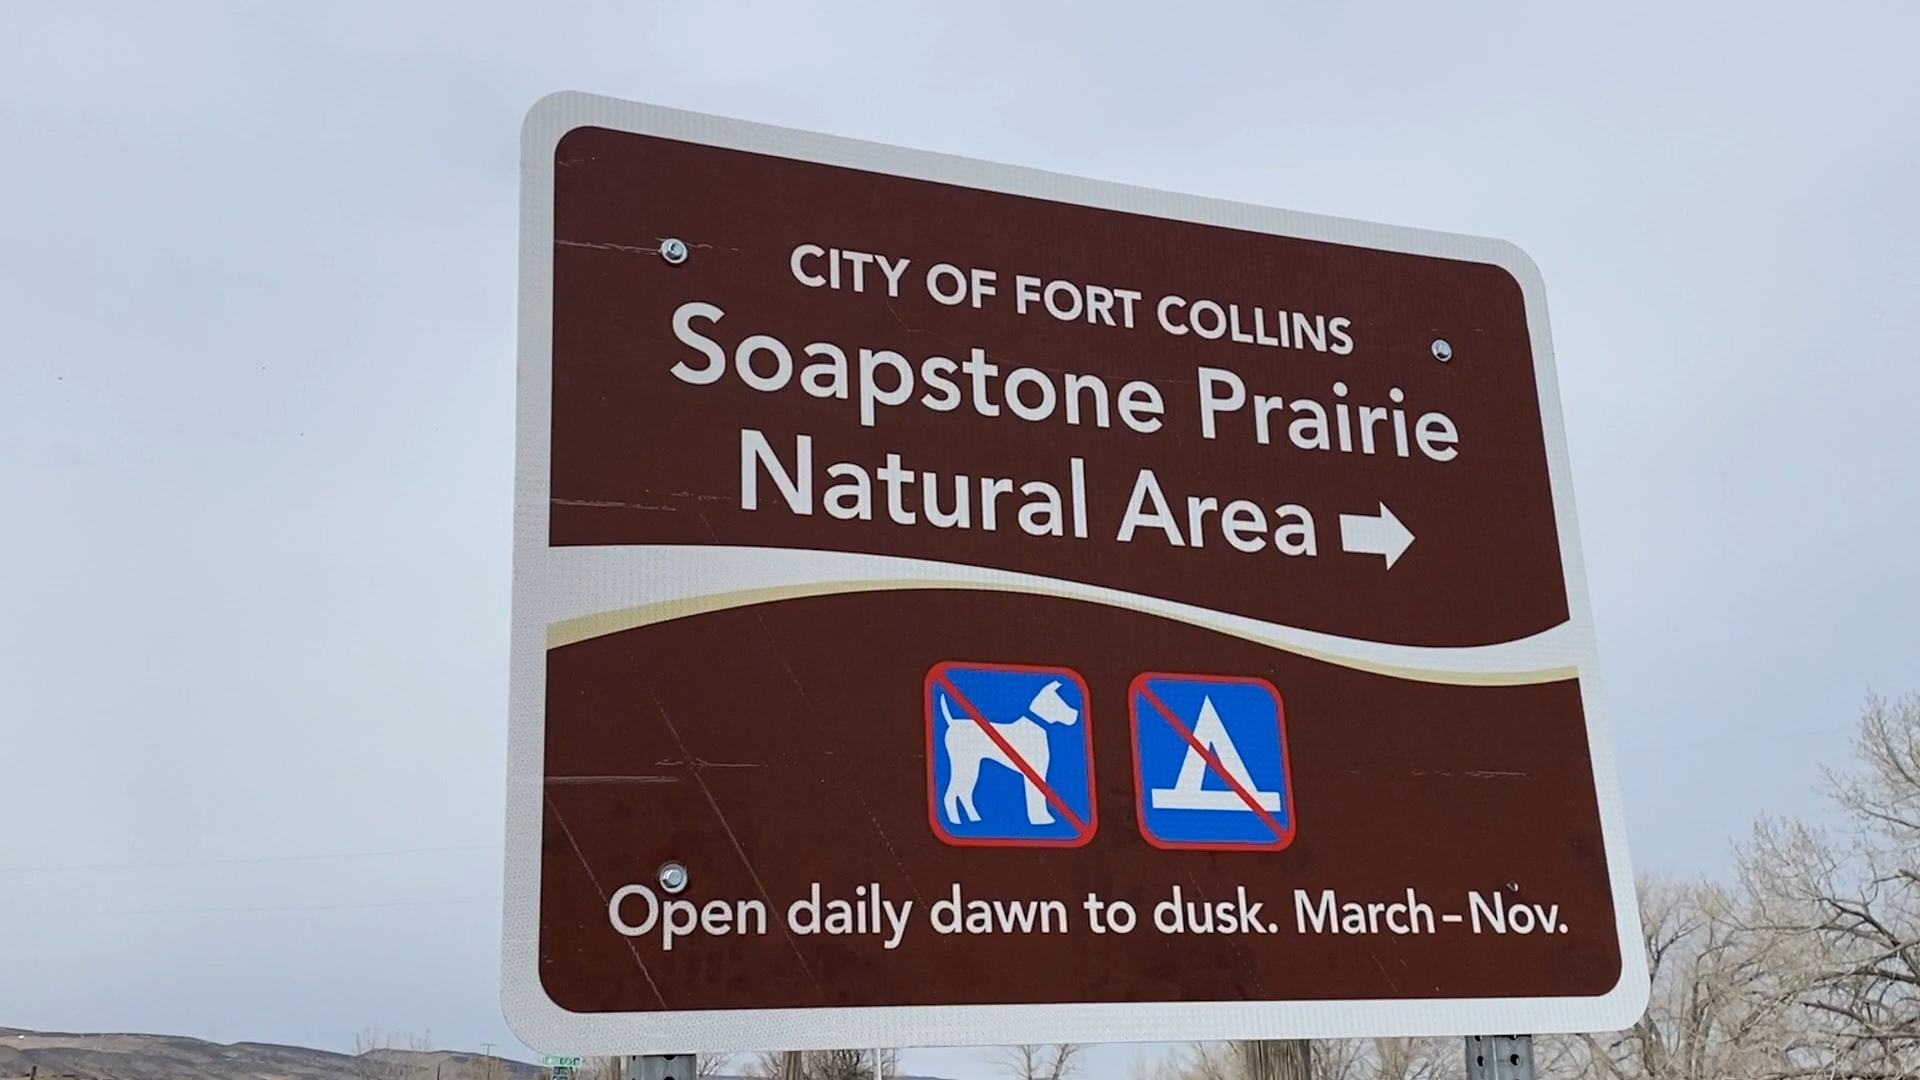 CITY OF FORT COLLINS
Soapstone Prairie
Natural Area
Open daily dawn to dusk. March-Nov.